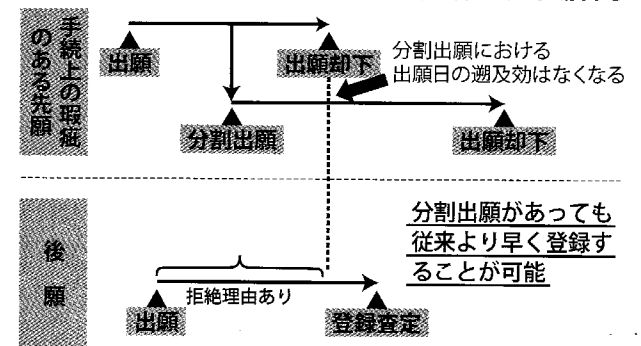 手続上の瑕疵
のある先願
出願
出願却下
分割出願における
出願日の遡及効はなくなる
分割出願
出願却下
後願
分割出願があっても
従来より早く登録す
ることが可能
拒絶理由あり
出願
登録査定